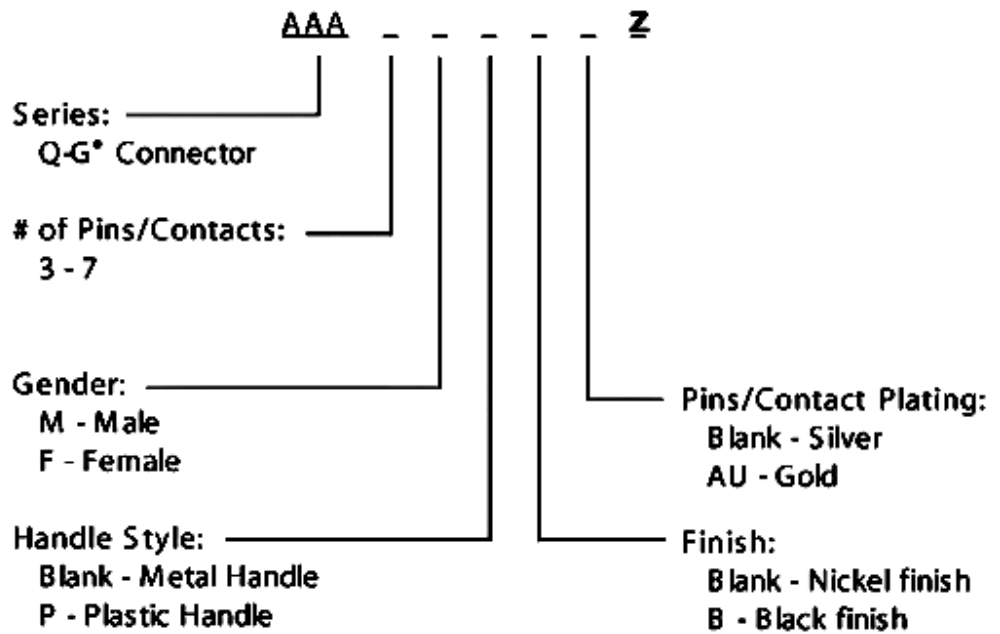 AAA _ _ _ _ _ Z
Series:
Q-G® Connector
# of Pins/Contacts:
3 - 7
Gender:
M - Male
F - Female
Handle Style:
Blank - Metal Handle
P - Plastic Handle
Pins/Contact Plating:
Blank - Silver
AU - Gold
Finish:
Blank - Nickel finish
B - Black finish